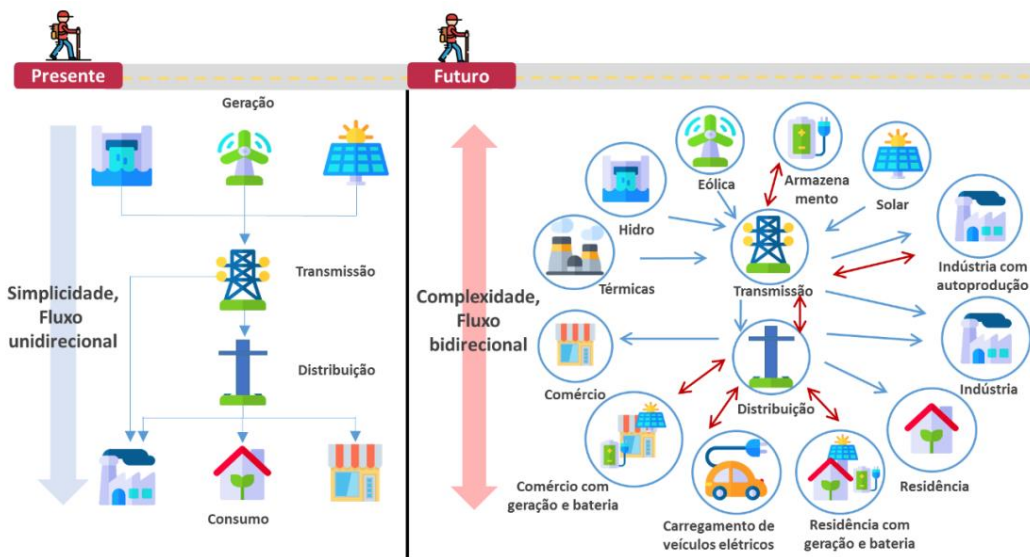 Presente
Futuro
Geração
Transmissão
Simplicidade,
Fluxo
unidirecional
Distribuição
Consumo
Complexidade,
Fluxo
bidirecional
Eólica
Armazena
mento
Solar
Hidro
Térmicas
Transmissão
Indústria com
autoprodução
Comércio
Distribuição
Indústria
Comércio com
geração e bateria
Carregamento de
veículos elétricos
Residência com
geração e bateria
Residência